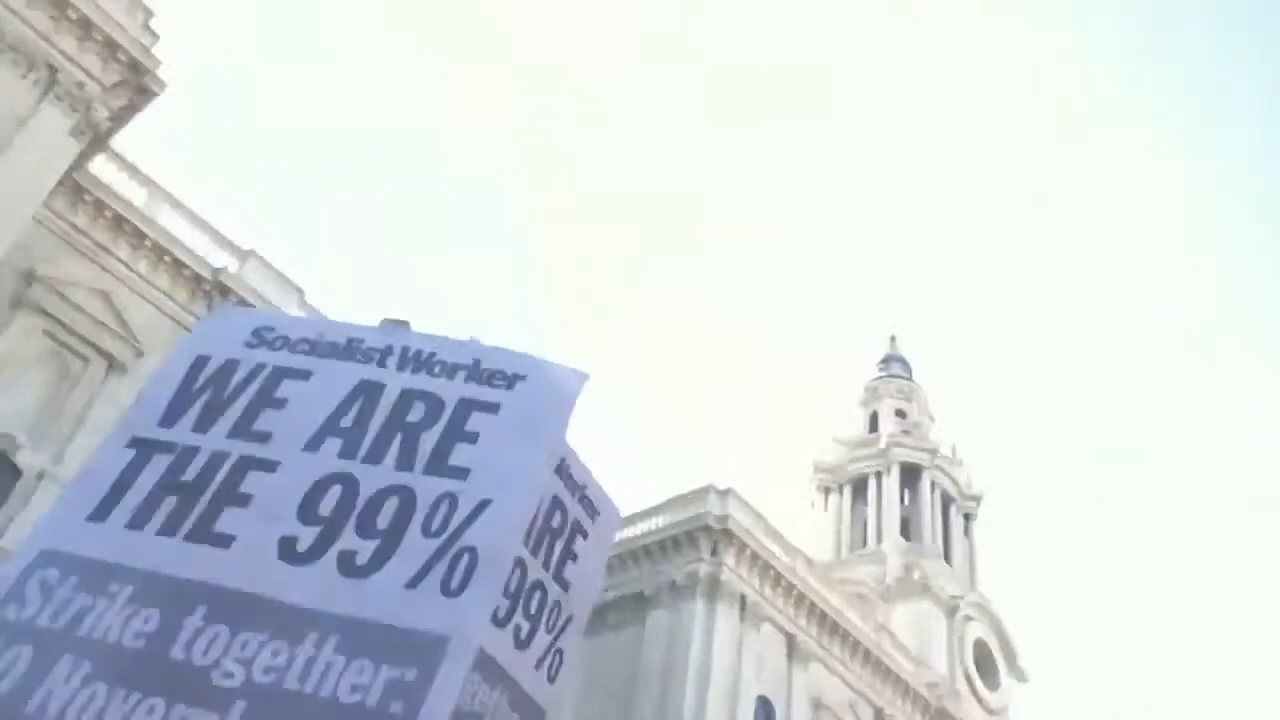 Socialist Worker
WE ARE
THE 99%
Strike together:
ARE
99%